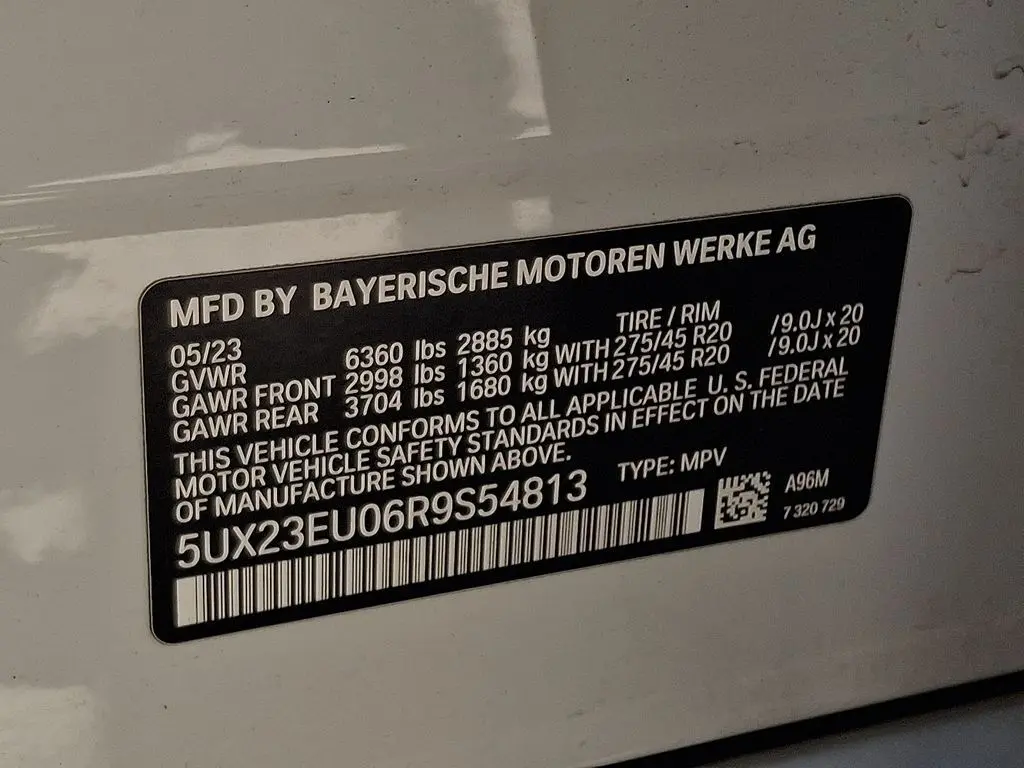 MFD BY BAYERISCHE MOTOREN WERKE AG
05/23 TIRE / RIM
GVWR 6360 lbs 2885 kg
GAWR FRONT 2998 lbs 1360 kg WITH 275/45 R20 /9.0J x 20
GAWR REAR 3704 lbs 1680 kg WITH 275/45 R20 /9.0J x 20
THIS VEHICLE CONFORMS TO ALL APPLICABLE U. S. FEDERAL
MOTOR VEHICLE SAFETY STANDARDS IN EFFECT ON THE DATE
OF MANUFACTURE SHOWN ABOVE.
5UX23EU06R9S54813 TYPE: MPV
A96M
7 320 729